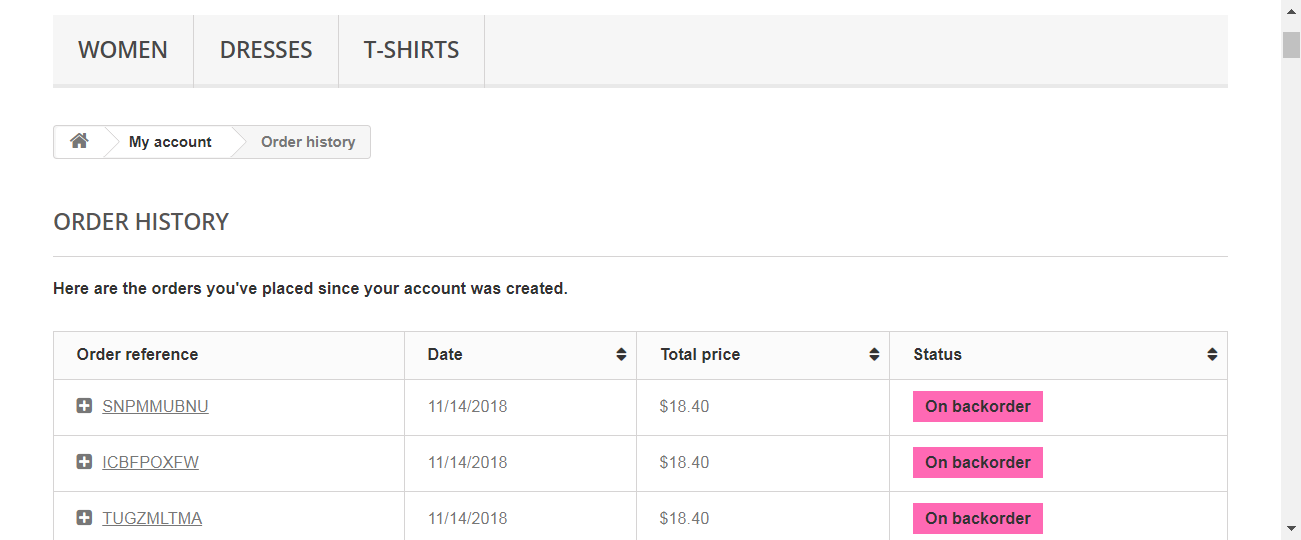 WOMEN DRESSES T-SHIRTS
My account Order history
ORDER HISTORY
Here are the orders you've placed since your account was created.
Order reference Date Total price Status
SNPMMUBNU 11/14/2018 $18.40 On backorder
ICBFPOXFW 11/14/2018 $18.40 On backorder
TUGZMLTMA 11/14/2018 $18.40 On backorder